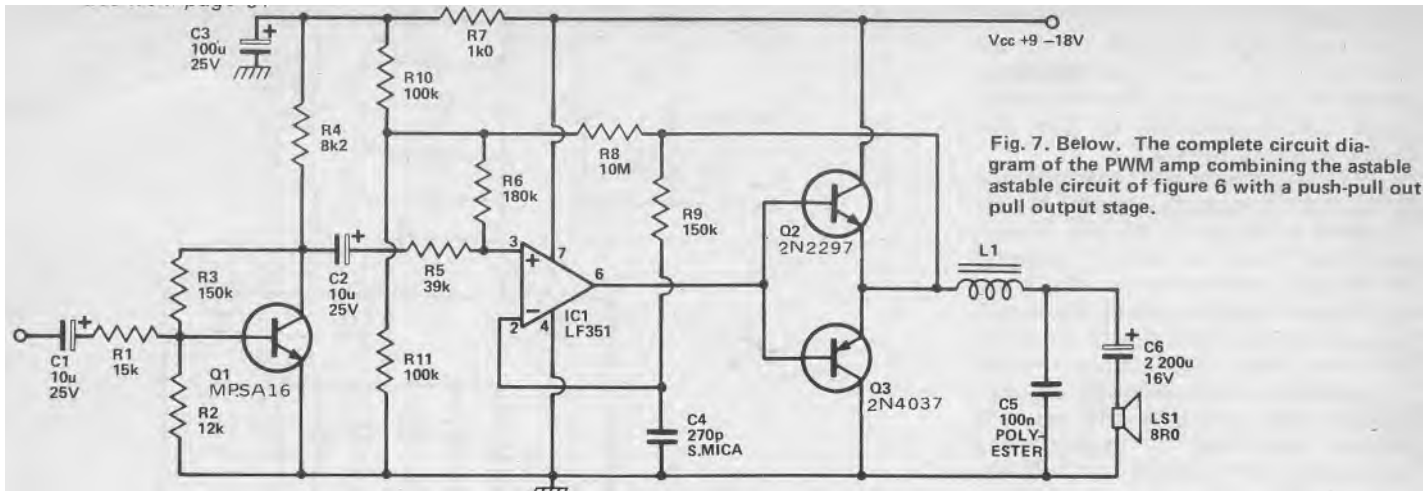 C3
100u
25V
R7
1k0
Vcc +9 –18V
R10
100k
R4
8k2
R8
10M
R6
180k
R9
150k
Fig. 7. Below. The complete circuit dia-
gram of the PWM amp combining the astable
astable circuit of figure 6 with a push-pull out
pull output stage.
Q2
2N2297
L1
R3
150k
C2
10u
25V
R5
39k
3
+
7
6
–
2
4
IC1
LF351
C1
10u
25V
R1
15k
Q1
MPSA16
R2
12k
R11
100k
C4
270p
S.MICA
Q3
2N4037
C5
100n
POLY-
ESTER
C6
2 200u
16V
LS1
8R0